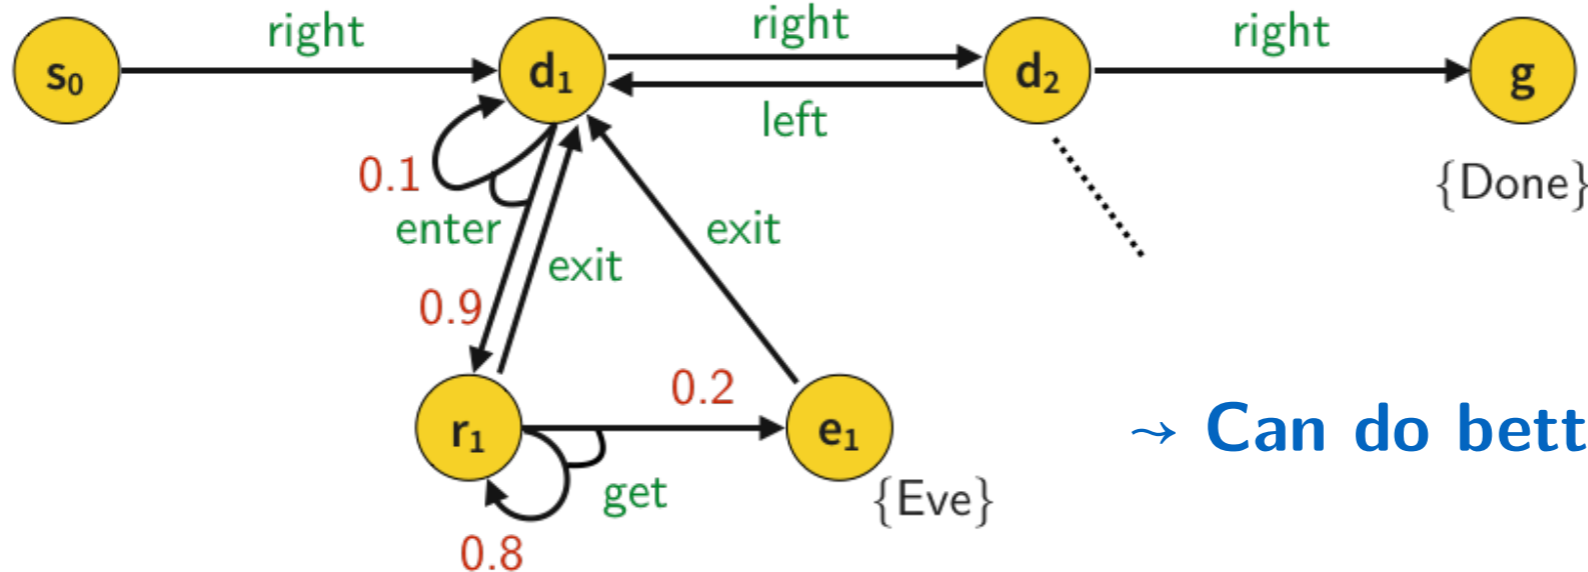 right
right
right
s₀
d₁
d₂
g
left
0.1
{Done}
enter
exit
exit
0.9
0.2
r₁
e₁
⤳ Can do bett
get
{Eve}
0.8